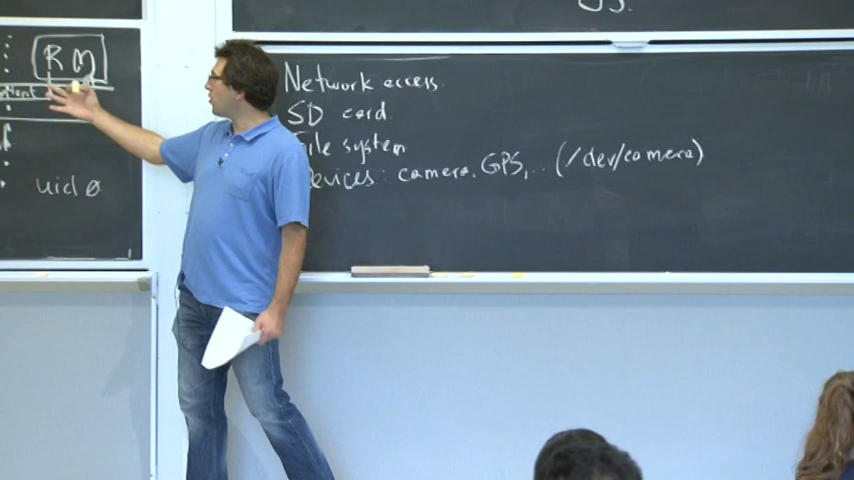 RM
uid 0
Network access.
SD card.
File system
Devices: camera, GPS, .. (/dev/camera)